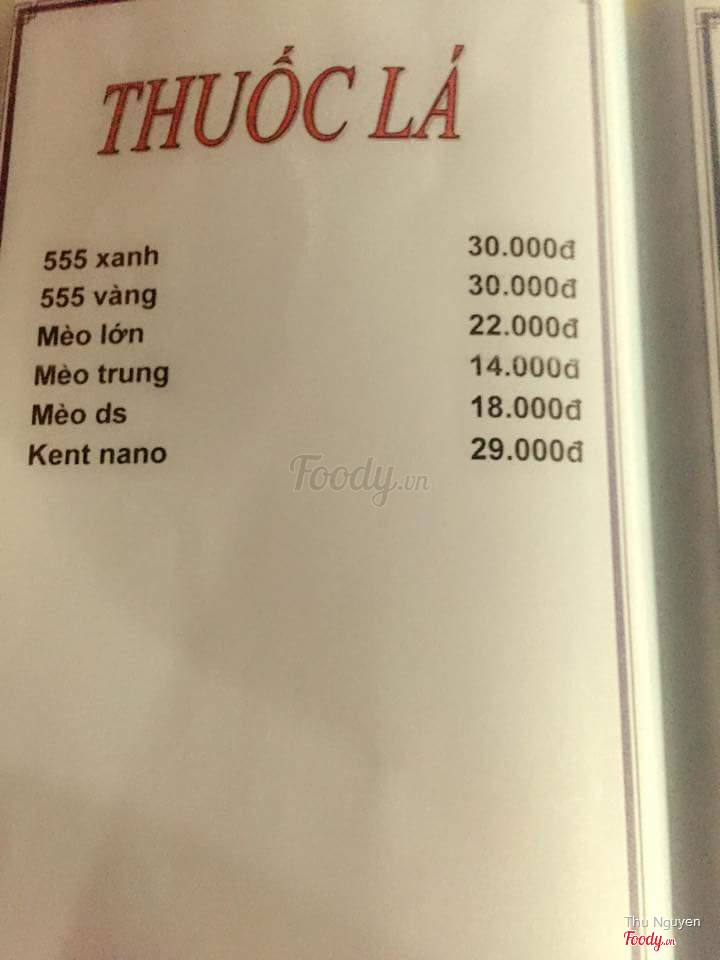 THUỐC LÁ
555 xanh 30.000đ
555 vàng 30.000đ
Mèo lớn 22.000đ
Mèo trung 14.000đ
Mèo ds 18.000đ
Kent nano 29.000đ
Foody.vn
Thu Nguyen
Foody.vn